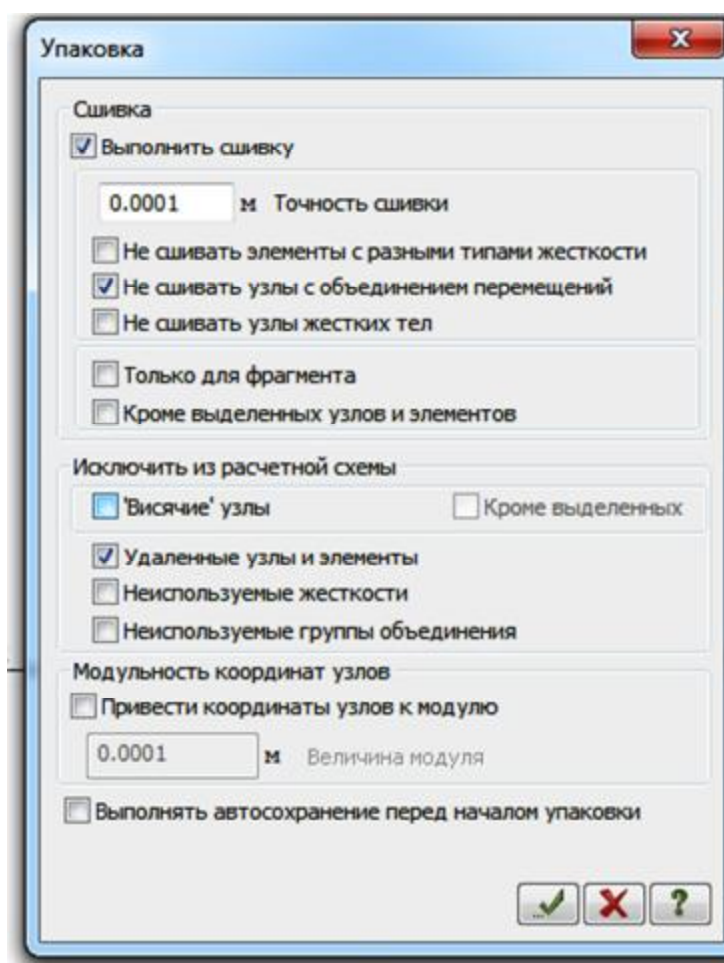 Упаковка
Сшивка
Выполнить сшивку
0.0001 м Точность сшивки
Не сшивать элементы с разными типами жесткости
Не сшивать узлы с объединением перемещений
Не сшивать узлы жестких тел
Только для фрагмента
Кроме выделенных узлов и элементов
Исключить из расчетной схемы
'Висячие' узлы Кроме выделенных
Удаленные узлы и элементы
Неиспользуемые жесткости
Неиспользуемые группы объединения
Модульность координат узлов
Привести координаты узлов к модулю
0.0001 м Величина модуля
Выполнять автосохранение перед началом упаковки
?